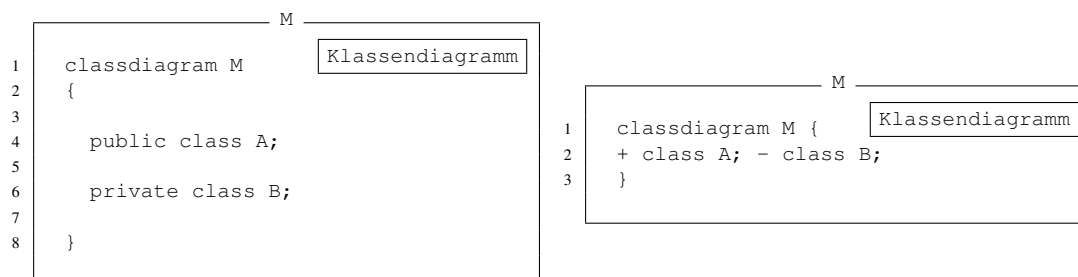 M
Klassendiagramm
1 classdiagram M
2 {
3
4 public class A;
5
6 private class B;
7
8 }
M
Klassendiagramm
1 classdiagram M {
2 + class A; - class B;
3 }